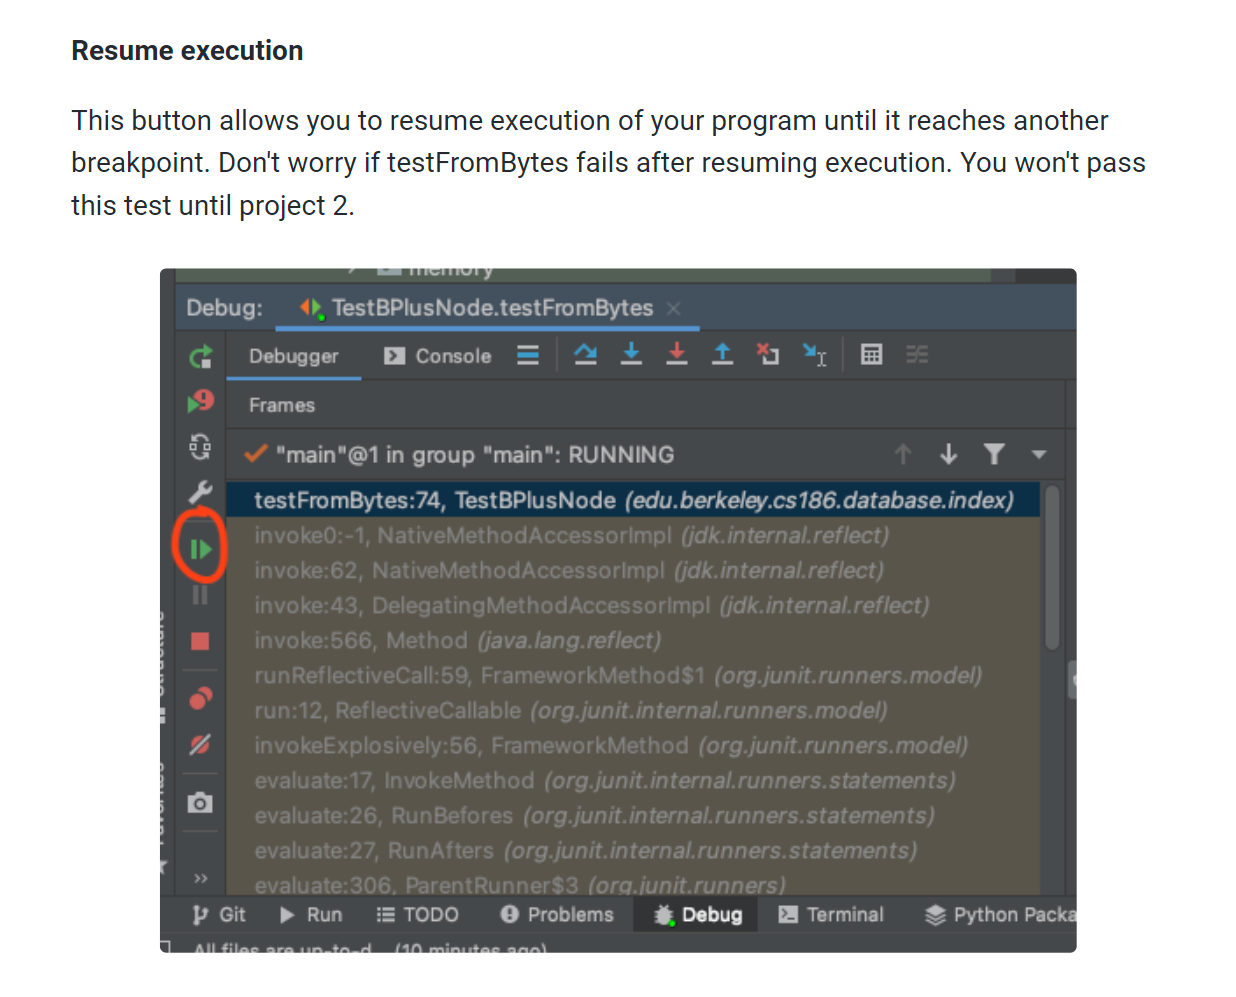 Resume execution
This button allows you to resume execution of your program until it reaches another
breakpoint. Don't worry if testFromBytes fails after resuming execution. You won't pass
this test until project 2.
memory
Debug: TestBPlusNode.testFromBytes
Debugger Console
9
Frames
"main"@1 in group "main": RUNNING
testFromBytes:74, TestBPlusNode (edu.berkeley.cs186.database.index)
invoke0:-1, NativeMethodAccessorImpl (jdk.internal.reflect)
invoke:62, NativeMethodAccessorImpl (jdk.internal.reflect)
invoke:43, DelegatingMethodAccessorImpl (jdk.internal.reflect)
invoke:566, Method (java.lang.reflect)
runReflectiveCall:59, FrameworkMethod$1 (org.junit.runners.model)
run:12, ReflectiveCallable (org.junit.internal.runners.model)
invokeExplosively:56, FrameworkMethod (org.junit.runners.model)
evaluate:17, InvokeMethod (org.junit.internal.runners.statements)
evaluate:26, RunBefores (org.junit.internal.runners.statements)
evaluate:27, RunAfters (org.junit.internal.runners.statements)
evaluate:306, ParentRunner$3 (org.junit.runners)
Git Run TODO Problems Debug Terminal Python Packa
All files are up-to-d (10 minutes ago)